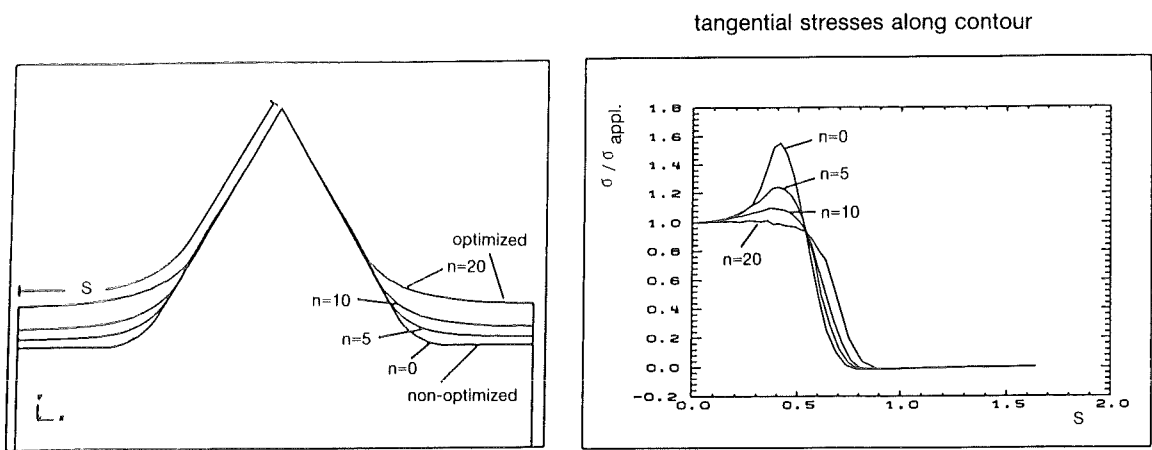 tangential stresses along contour
S
optimized
n=20
n=10
n=5
n=0
non-optimized
Y
x
σ / σ appl.
1.8
1.6
1.4
1.2
1.0
0.8
0.6
0.4
0.2
0.0
-0.2
n=0
n=5
n=10
n=20
0.0
0.5
1.0
1.5
2.0
S